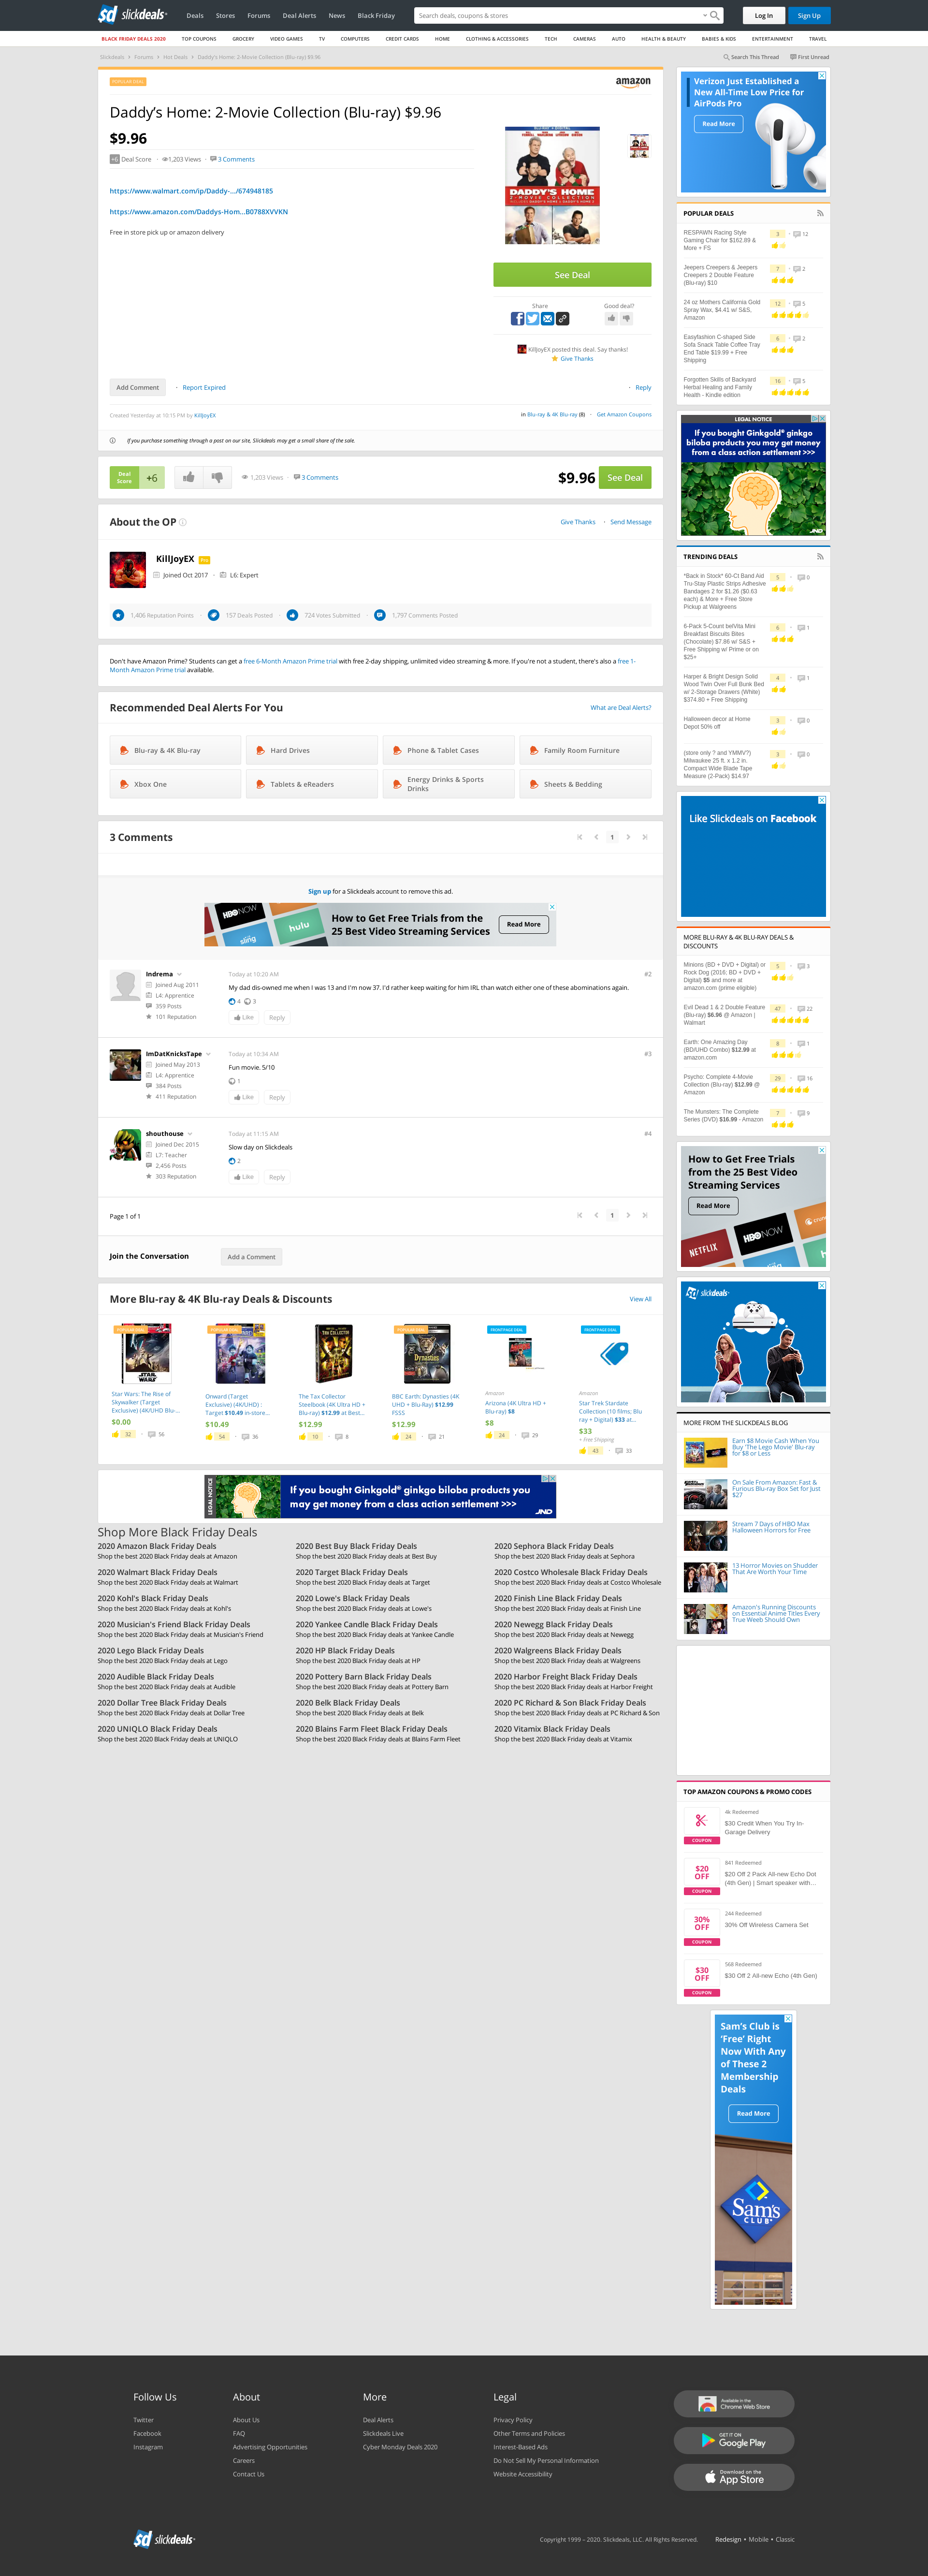 slickdeals
Deals
Stores
Forums
Deal Alerts
News
Black Friday
Search deals, coupons & stores
Log In
Sign Up
BLACK FRIDAY DEALS 2020
TOP COUPONS
GROCERY
VIDEO GAMES
TV
COMPUTERS
CREDIT CARDS
HOME
CLOTHING & ACCESSORIES
TECH
CAMERAS
AUTO
HEALTH & BEAUTY
BABIES & KIDS
ENTERTAINMENT
TRAVEL
Slickdeals
Forums
Hot Deals
Daddy's Home: 2-Movie Collection (Blu-ray) $9.96
Search This Thread
First Unread
POPULAR DEAL
amazon
Daddy's Home: 2-Movie Collection (Blu-ray) $9.96
$9.96
+6 Deal Score
1,203 Views
3 Comments
https://www.walmart.com/ip/Daddy-.../674948185
https://www.amazon.com/Daddys-Hom...B0788XVVKN
Free in store pick up or amazon delivery
DADDY'S HOME
See Deal
Share
Good deal?
KillJoyEX posted this deal. Say thanks!
Give Thanks
Add Comment
Report Expired
Reply
Created Yesterday at 10:15 PM by KillJoyEX
in Blu-ray & 4K Blu-ray (8)
Get Amazon Coupons
If you purchase something through a post on our site, Slickdeals may get a small share of the sale.
Deal Score
+6
1,203 Views
3 Comments
$9.96
See Deal
About the OP
Give Thanks
Send Message
KillJoyEX
Pro
Joined Oct 2017
L6: Expert
1,406 Reputation Points
157 Deals Posted
724 Votes Submitted
1,797 Comments Posted
Don't have Amazon Prime? Students can get a free 6-Month Amazon Prime trial with free 2-day shipping, unlimited video streaming & more. If you're not a student, there's also a free 1-
Month Amazon Prime trial available.
Recommended Deal Alerts For You
What are Deal Alerts?
Blu-ray & 4K Blu-ray
Hard Drives
Phone & Tablet Cases
Family Room Furniture
Xbox One
Tablets & eReaders
Energy Drinks & Sports
Drinks
Sheets & Bedding
3 Comments
1
Sign up for a Slickdeals account to remove this ad.
HBO NOW
sling
hulu
How to Get Free Trials from the
25 Best Video Streaming Services
Read More
Indrema
Joined Aug 2011
L4: Apprentice
359 Posts
101 Reputation
Today at 10:20 AM
#2
My dad dis-owned me when I was 13 and I'm now 37. I'd rather keep waiting for him IRL than watch either one of these abominations again.
4
3
Like
Reply
ImDatKnicksTape
Joined May 2013
L4: Apprentice
384 Posts
411 Reputation
Today at 10:34 AM
#3
Fun movie. 5/10
1
Like
Reply
shouthouse
Joined Dec 2015
L7: Teacher
2,456 Posts
303 Reputation
Today at 11:15 AM
#4
Slow day on Slickdeals
2
Like
Reply
Page 1 of 1
1
Join the Conversation
Add a Comment
More Blu-ray & 4K Blu-ray Deals & Discounts
View All
STAR WARS
Star Wars: The Rise of
Skywalker (Target
Exclusive) (4K/UHD Blu-...
$0.00
32
56
Onward (Target
Exclusive) (4K/UHD) :
Target $10.49 in-store...
$10.49
54
36
TAX COLLECTOR
The Tax Collector
Steelbook (4K Ultra HD +
Blu-ray) $12.99 at Best...
$12.99
10
8
Dynasties
BBC Earth: Dynasties (4K
UHD + Blu-Ray) $12.99
FSSS
$12.99
24
21
FRONTPAGE DEAL
Amazon
Arizona (4K Ultra HD +
Blu-ray) $8
$8
24
29
FRONTPAGE DEAL
Amazon
Star Trek Stardate
Collection (10 films; Blu
ray + Digital) $33 at...
$33
+ Free Shipping
43
33
LEGAL NOTICE
If you bought Ginkgold® ginkgo biloba products you
may get money from a class action settlement >>>
JND
Shop More Black Friday Deals
2020 Amazon Black Friday Deals
Shop the best 2020 Black Friday deals at Amazon
2020 Best Buy Black Friday Deals
Shop the best 2020 Black Friday deals at Best Buy
2020 Sephora Black Friday Deals
Shop the best 2020 Black Friday deals at Sephora
2020 Walmart Black Friday Deals
Shop the best 2020 Black Friday deals at Walmart
2020 Target Black Friday Deals
Shop the best 2020 Black Friday deals at Target
2020 Costco Wholesale Black Friday Deals
Shop the best 2020 Black Friday deals at Costco Wholesale
2020 Kohl's Black Friday Deals
Shop the best 2020 Black Friday deals at Kohl's
2020 Lowe's Black Friday Deals
Shop the best 2020 Black Friday deals at Lowe's
2020 Finish Line Black Friday Deals
Shop the best 2020 Black Friday deals at Finish Line
2020 Musician's Friend Black Friday Deals
Shop the best 2020 Black Friday deals at Musician's Friend
2020 Yankee Candle Black Friday Deals
Shop the best 2020 Black Friday deals at Yankee Candle
2020 Newegg Black Friday Deals
Shop the best 2020 Black Friday deals at Newegg
2020 Lego Black Friday Deals
Shop the best 2020 Black Friday deals at Lego
2020 HP Black Friday Deals
Shop the best 2020 Black Friday deals at HP
2020 Walgreens Black Friday Deals
Shop the best 2020 Black Friday deals at Walgreens
2020 Audible Black Friday Deals
Shop the best 2020 Black Friday deals at Audible
2020 Pottery Barn Black Friday Deals
Shop the best 2020 Black Friday deals at Pottery Barn
2020 Harbor Freight Black Friday Deals
Shop the best 2020 Black Friday deals at Harbor Freight
2020 Dollar Tree Black Friday Deals
Shop the best 2020 Black Friday deals at Dollar Tree
2020 Belk Black Friday Deals
Shop the best 2020 Black Friday deals at Belk
2020 PC Richard & Son Black Friday Deals
Shop the best 2020 Black Friday deals at PC Richard & Son
2020 UNIQLO Black Friday Deals
Shop the best 2020 Black Friday deals at UNIQLO
2020 Blains Farm Fleet Black Friday Deals
Shop the best 2020 Black Friday deals at Blains Farm Fleet
2020 Vitamix Black Friday Deals
Shop the best 2020 Black Friday deals at Vitamix
Verizon Just Established a
New All-Time Low Price for
AirPods Pro
Read More
POPULAR DEALS
RESPAWN Racing Style
Gaming Chair for $162.89 &
More + FS
3
12
Jeepers Creepers & Jeepers
Creepers 2 Double Feature
(Blu-ray) $10
7
2
24 oz Mothers California Gold
Spray Wax, $4.41 w/ S&S,
Amazon
12
5
Easyfashion C-shaped Side
Sofa Snack Table Coffee Tray
End Table $19.99 + Free
Shipping
6
2
Forgotten Skills of Backyard
Herbal Healing and Family
Health - Kindle edition
16
5
LEGAL NOTICE
If you bought Ginkgold® ginkgo
biloba products you may get money
from a class action settlement >>>
JND
TRENDING DEALS
*Back in Stock* 60-Ct Band Aid
Tru-Stay Plastic Strips Adhesive
Bandages 2 for $1.26 ($0.63
each) & More + Free Store
Pickup at Walgreens
5
0
6-Pack 5-Count belVita Mini
Breakfast Biscuits Bites
(Chocolate) $7.86 w/ S&S +
Free Shipping w/ Prime or on
$25+
6
1
Harper & Bright Design Solid
Wood Twin Over Full Bunk Bed
w/ 2-Storage Drawers (White)
$374.80 + Free Shipping
4
1
Halloween decor at Home
Depot 50% off
3
0
(store only ? and YMMV?)
Milwaukee 25 ft. x 1.2 in.
Compact Wide Blade Tape
Measure (2-Pack) $14.97
3
0
Like Slickdeals on Facebook
MORE BLU-RAY & 4K BLU-RAY DEALS &
DISCOUNTS
Minions (BD + DVD + Digital) or
Rock Dog (2016; BD + DVD +
Digital) $5 and more at
amazon.com (prime eligible)
5
3
Evil Dead 1 & 2 Double Feature
(Blu-ray) $6.96 @ Amazon |
Walmart
47
22
Earth: One Amazing Day
(BD/UHD Combo) $12.99 at
amazon.com
8
1
Psycho: Complete 4-Movie
Collection (Blu-ray) $12.99 @
Amazon
29
16
The Munsters: The Complete
Series (DVD) $16.99 - Amazon
7
9
How to Get Free Trials
from the 25 Best Video
Streaming Services
Read More
NETFLIX
HBO NOW
slickdeals
MORE FROM THE SLICKDEALS BLOG
Earn $8 Movie Cash When You
Buy 'The Lego Movie' Blu-ray
for $8 or Less
On Sale From Amazon: Fast &
Furious Blu-ray Box Set for Just
$27
Stream 7 Days of HBO Max
Halloween Horrors for Free
13 Horror Movies on Shudder
That Are Worth Your Time
Amazon's Running Discounts
on Essential Anime Titles Every
True Weeb Should Own
TOP AMAZON COUPONS & PROMO CODES
COUPON
4k Redeemed
$30 Credit When You Try In-
Garage Delivery
$20
OFF
COUPON
841 Redeemed
$20 Off 2 Pack All-new Echo Dot
(4th Gen) | Smart speaker with...
30%
OFF
COUPON
244 Redeemed
30% Off Wireless Camera Set
$30
OFF
COUPON
568 Redeemed
$30 Off 2 All-new Echo (4th Gen)
Sam's Club is
'Free' Right
Now With Any
of These 2
Membership
Deals
Read More
Sam's
CLUB
Follow Us
Twitter
Facebook
Instagram
About
About Us
FAQ
Advertising Opportunities
Careers
Contact Us
More
Deal Alerts
Slickdeals Live
Cyber Monday Deals 2020
Legal
Privacy Policy
Other Terms and Policies
Interest-Based Ads
Do Not Sell My Personal Information
Website Accessibility
Available in the
Chrome Web Store
GET IT ON
Google Play
Download on the
App Store
slickdeals
Copyright 1999 - 2020. Slickdeals, LLC. All Rights Reserved.
Redesign • Mobile • Classic